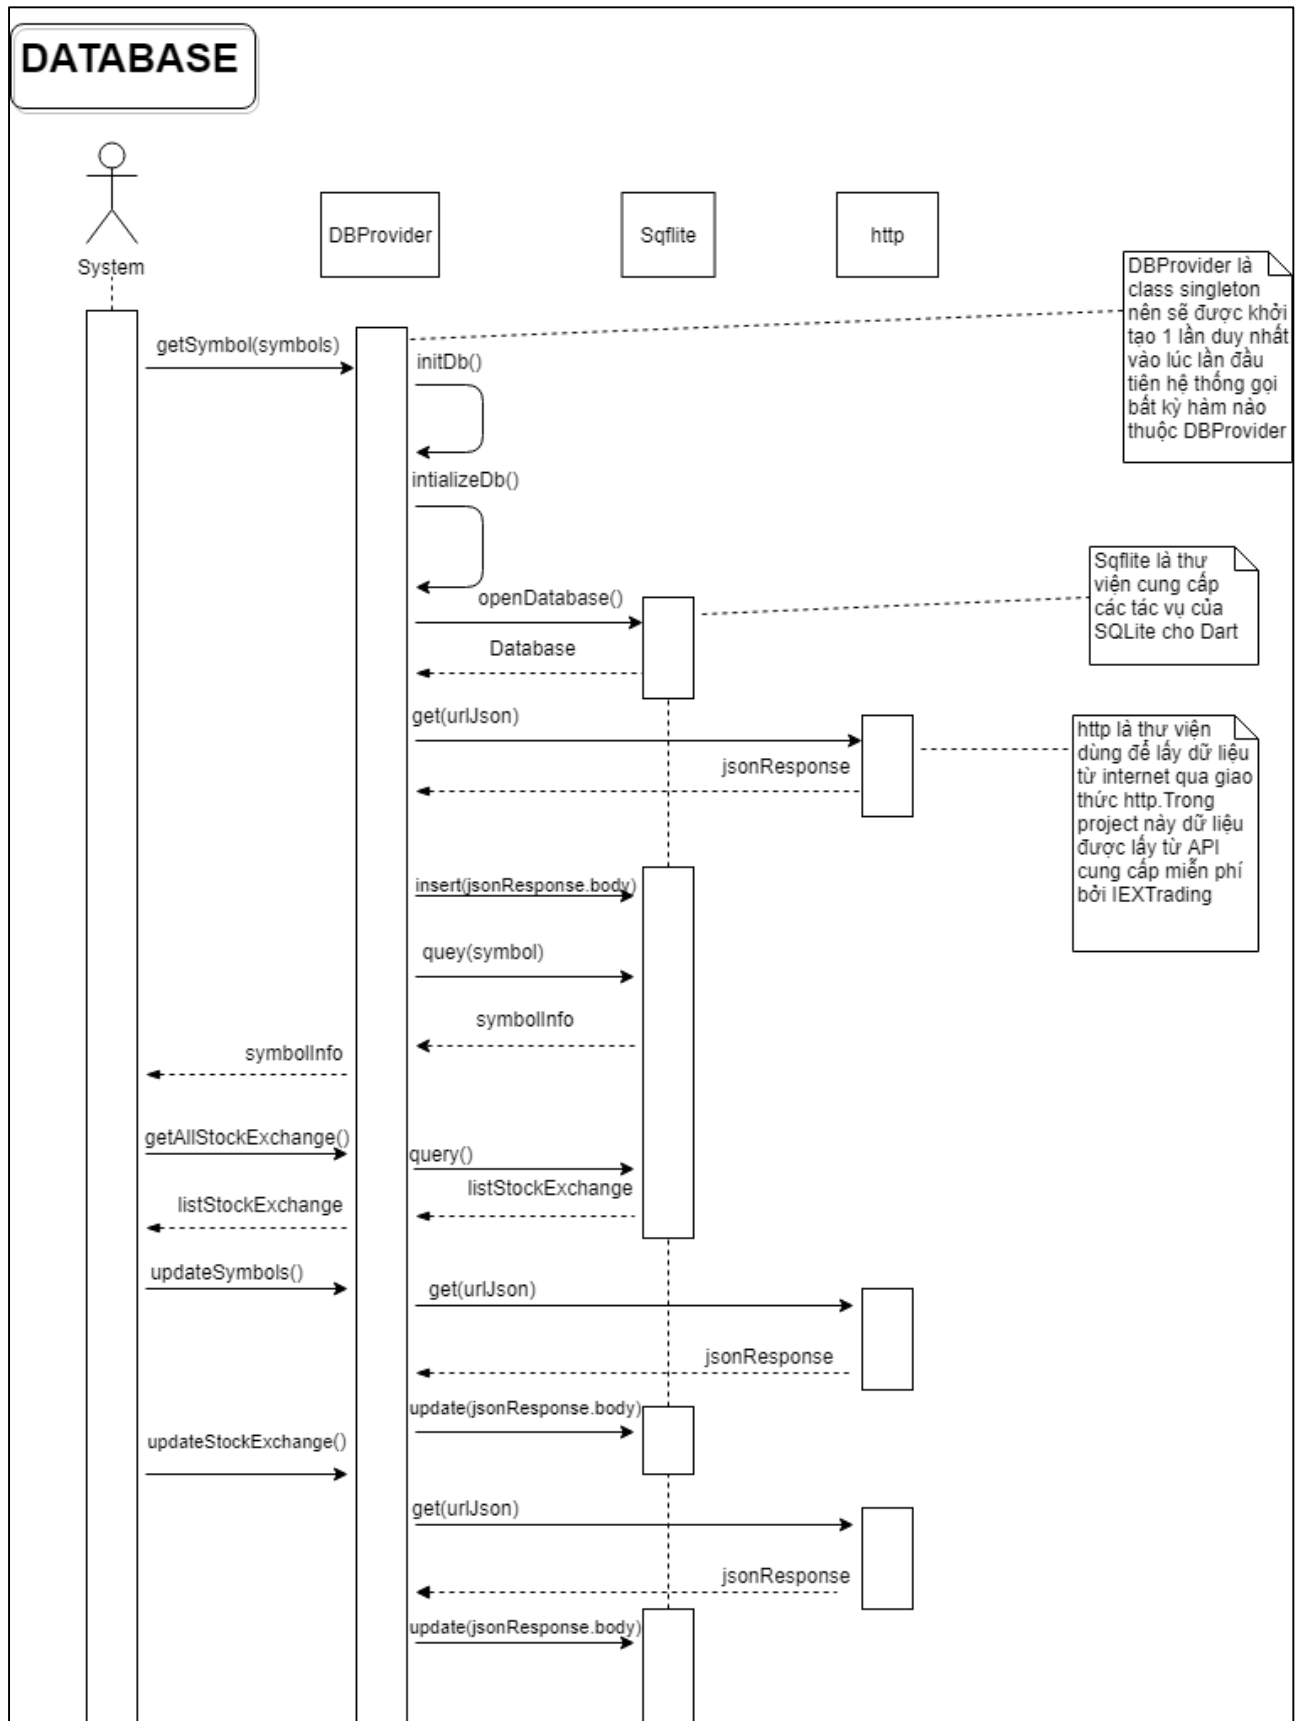 DATABASE
System
DBProvider
Sqflite
http
DBProvider là
class singleton
nên sẽ được khởi
tạo 1 lần duy nhất
vào lúc lần đầu
tiên hệ thống gọi
bất kỳ hàm nào
thuộc DBProvider
getSymbol(symbols)
initDb()
intializeDb()
Sqflite là thư
viện cung cấp
các tác vụ của
SQLite cho Dart
openDatabase()
Database
get(urlJson)
http là thư viện
dùng để lấy dữ liệu
từ internet qua giao
thức http.Trong
project này dữ liệu
được lấy từ API
cung cấp miễn phí
bởi IEXTrading
jsonResponse
insert(jsonResponse.body)
quey(symbol)
symbolInfo
symbolInfo
getAllStockExchange()
query()
listStockExchange
listStockExchange
updateSymbols()
get(urlJson)
jsonResponse
update(jsonResponse.body)
updateStockExchange()
get(urlJson)
jsonResponse
update(jsonResponse.body)